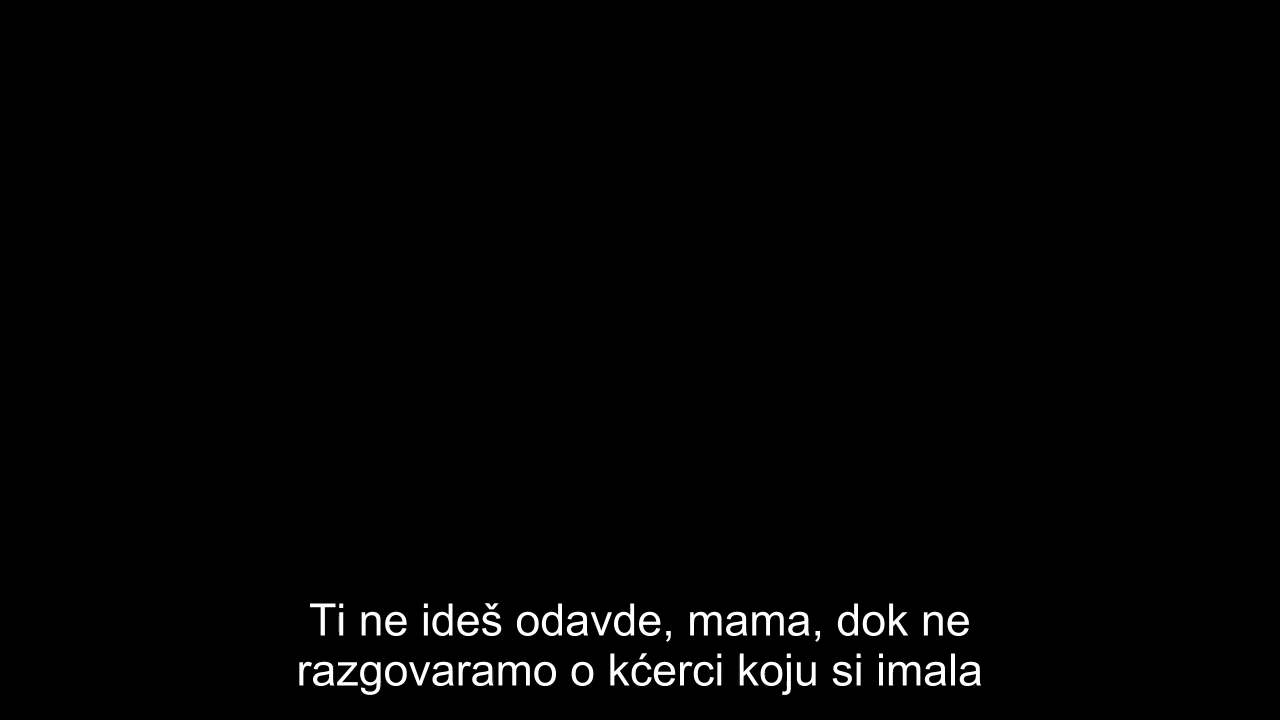 Ti ne ideš odavde, mama, dok ne
razgovaramo o kćerci koju si imala